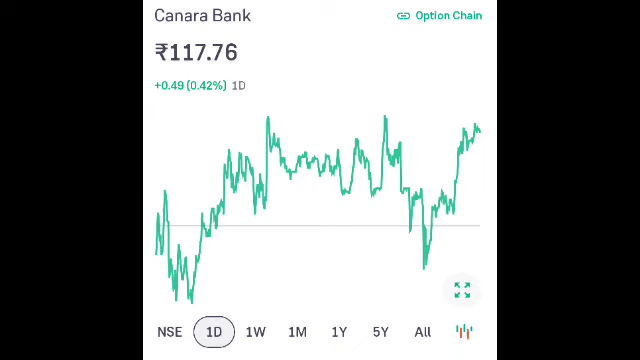 Canara Bank Option Chain
₹117.76
+0.49 (0.42%) 1D
NSE 1D 1W 1M 1Y 5Y All